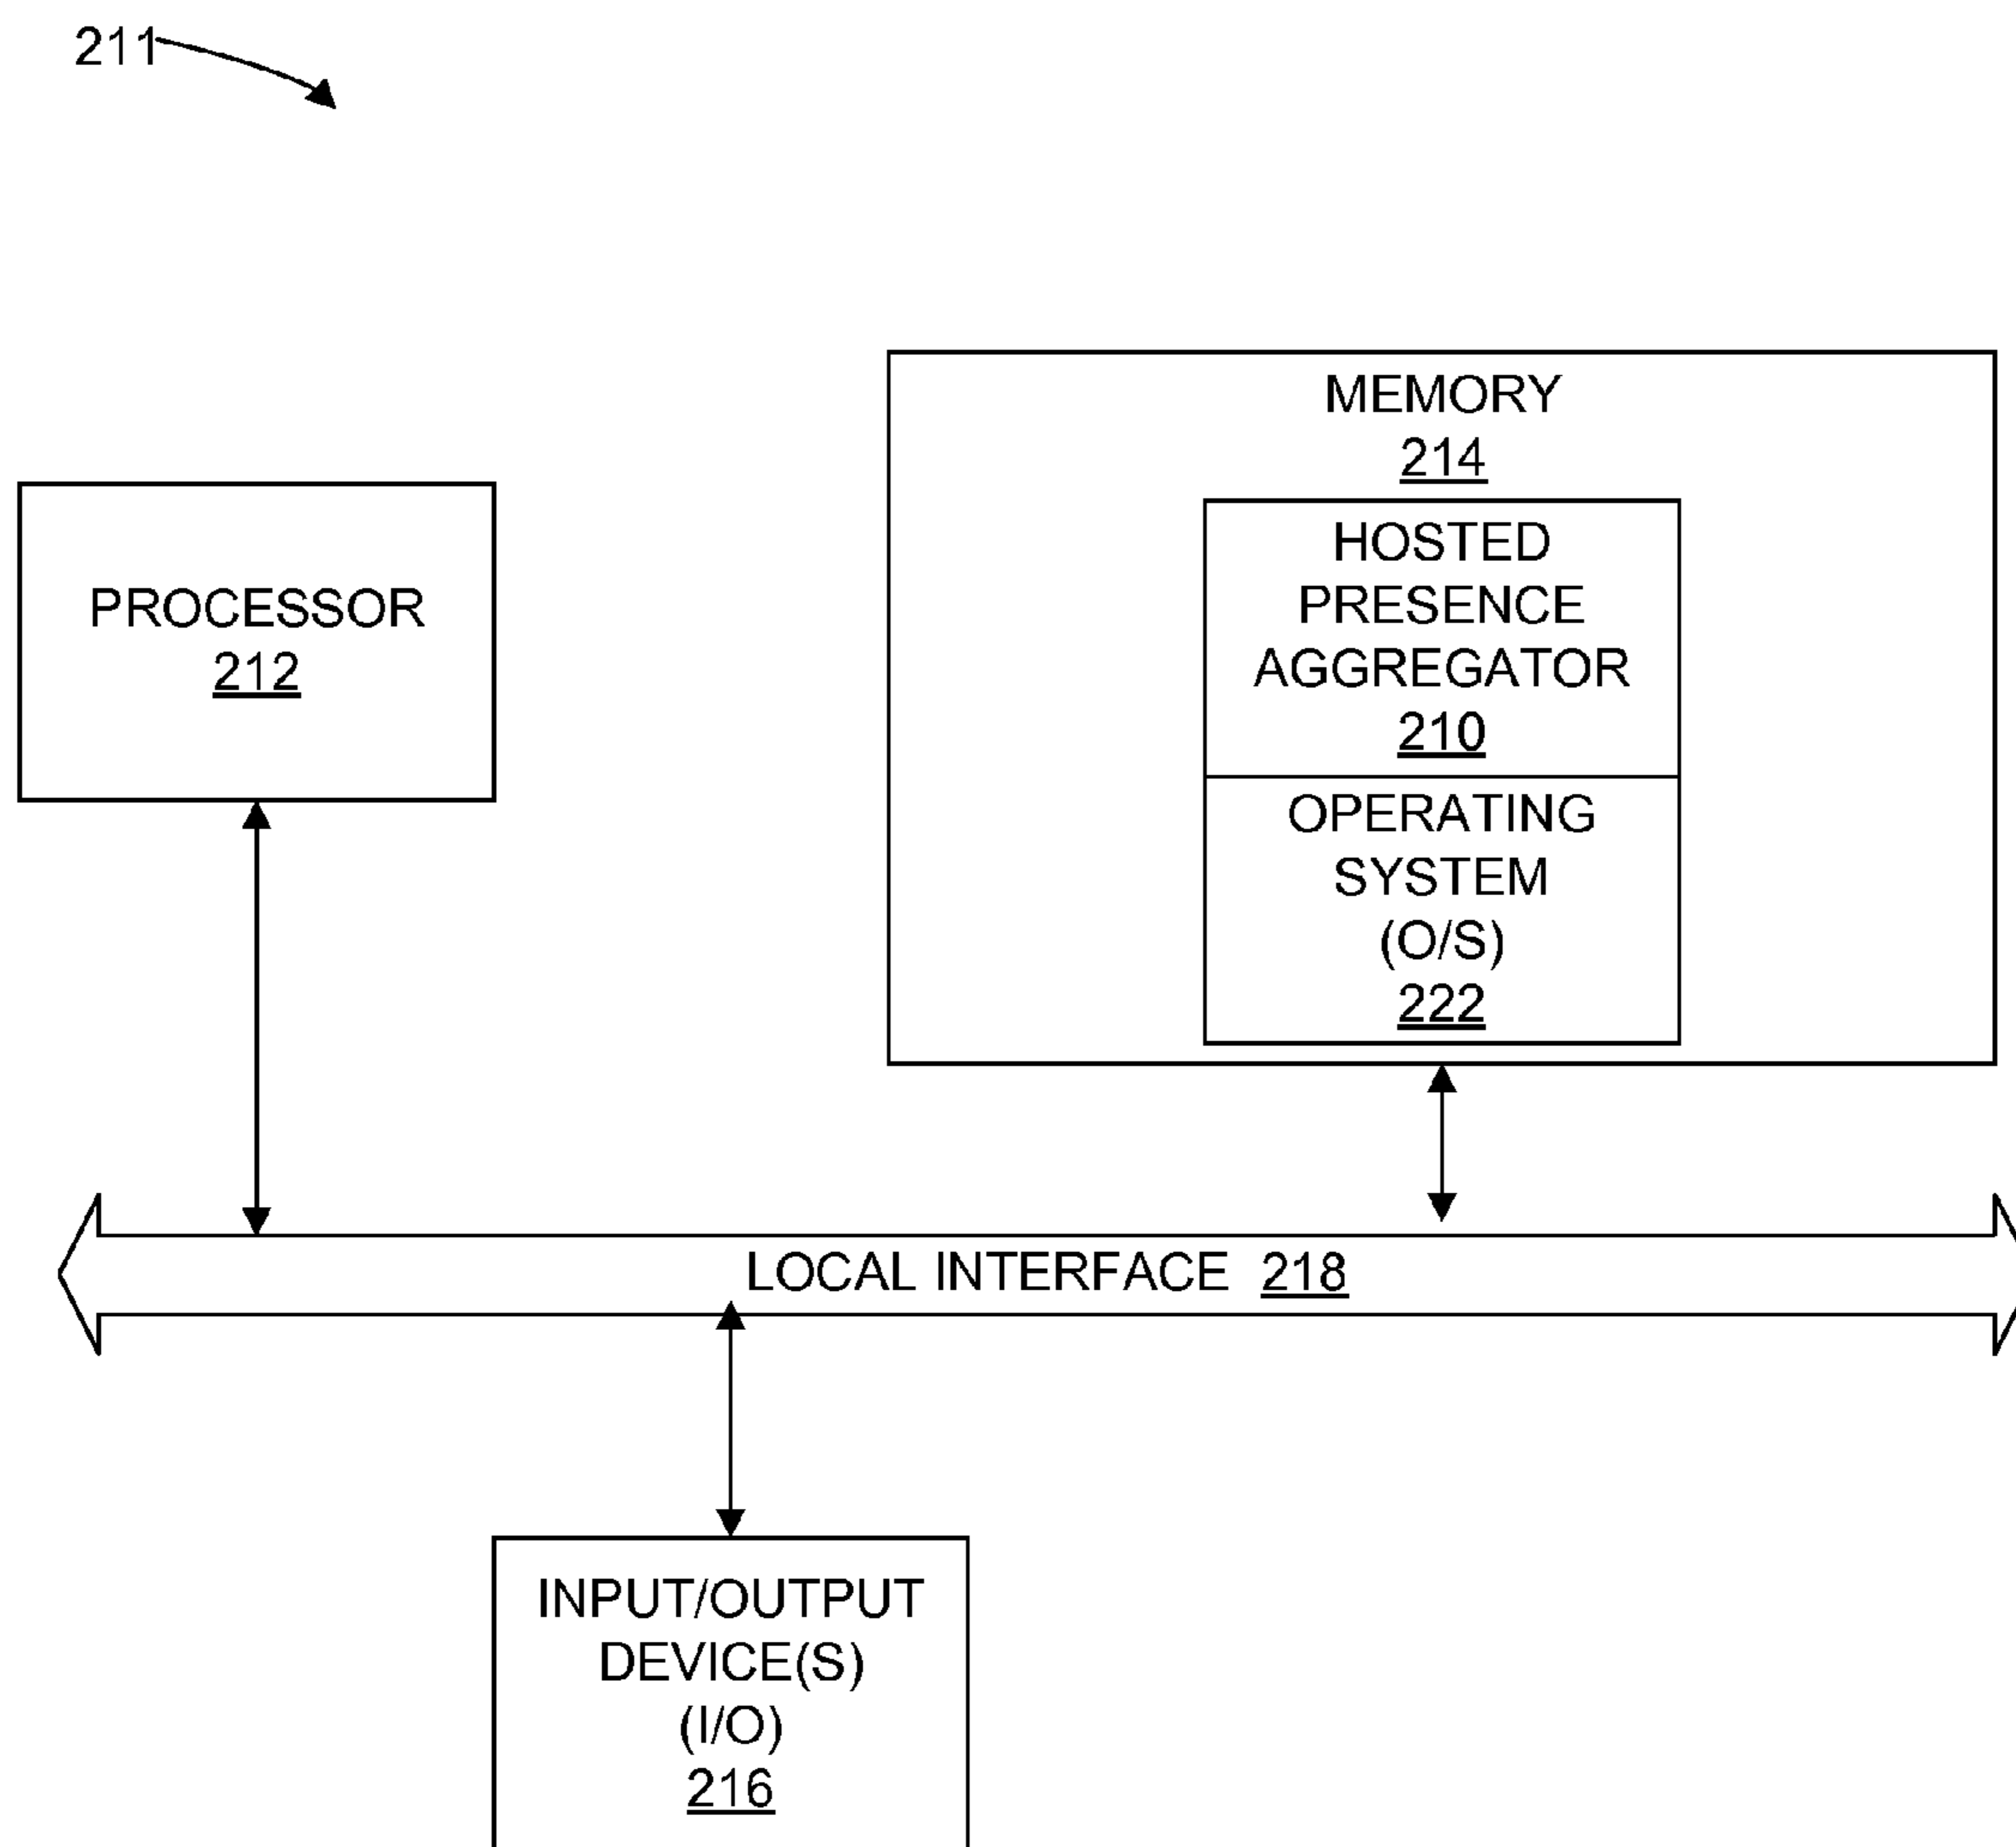 211
MEMORY
214
HOSTED
PRESENCE
AGGREGATOR
210
OPERATING
SYSTEM
(O/S)
222
PROCESSOR
212
LOCAL INTERFACE 218
INPUT/OUTPUT
DEVICE(S)
(I/O)
216